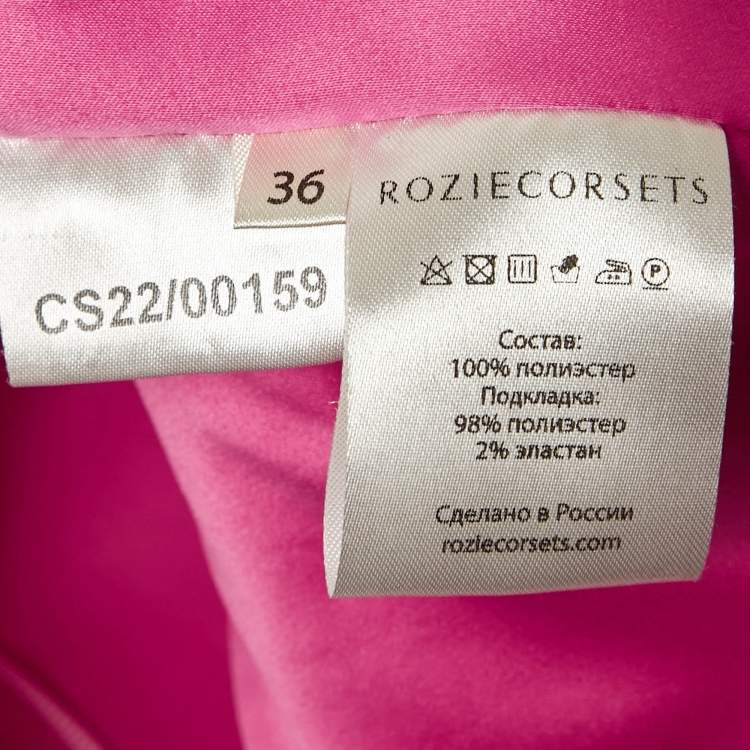 36
CS22/00159
ROZIECORSETS
Состав:
100% полиэстер
Подкладка:
98% полиэстер
2% эластан
Сделано в России
roziecorsets.com